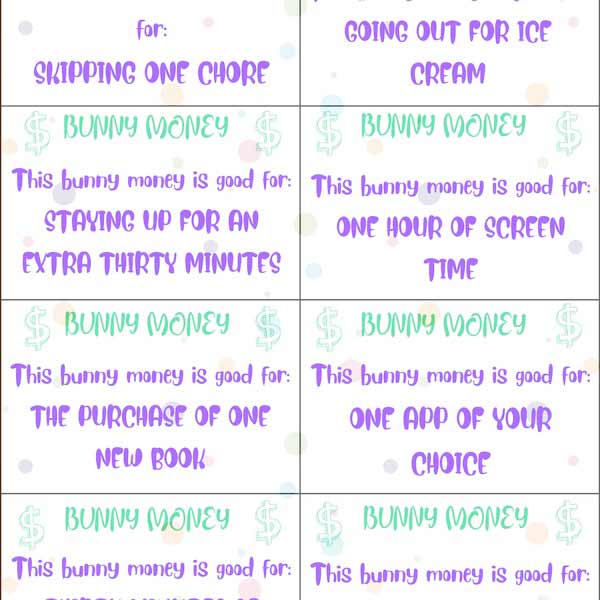 for:
SKIPPING ONE CHORE
GOING OUT FOR ICE
CREAM
$ BUNNY MONEY $
This bunny money is good for:
STAYING UP FOR AN
EXTRA THIRTY MINUTES
$ BUNNY MONEY $
This bunny money is good for:
ONE HOUR OF SCREEN
TIME
$ BUNNY MONEY $
This bunny money is good for:
THE PURCHASE OF ONE
NEW BOOK
$ BUNNY MONEY $
This bunny money is good for:
ONE APP OF YOUR
CHOICE
$ BUNNY MONEY $
This bunny money is good for:
$ BUNNY MONEY $
This bunny money is good for: